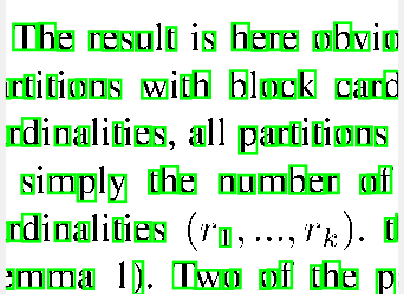 The result is here obvio
rtitions with block card
rdinalities, all partitions
simply the number of
rdinalities (r₁, ..., rₖ). t
emma 1). Two of the p